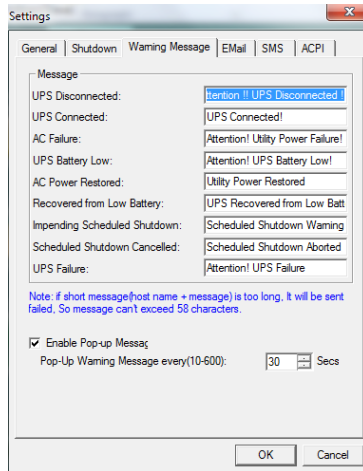 Settings
General Shutdown Warning Message EMail SMS ACPI
Message
UPS Disconnected: ttention !! UPS Disconnected !
UPS Connected: UPS Connected!
AC Failure: Attention! Utility Power Failure!
UPS Battery Low: Attention! UPS Battery Low!
AC Power Restored: Utility Power Restored
Recovered from Low Battery: UPS Recovered from Low Batt
Impending Scheduled Shutdown: Scheduled Shutdown Warning
Scheduled Shutdown Cancelled: Scheduled Shutdown Aborted
UPS Failure: Attention! UPS Failure
Note: if short message(host name + message) is too long, It will be sent
failed, So message can't exceed 58 characters.
Enable Pop-up Messag
Pop-Up Warning Message every(10-600): 30 Secs
OK Cancel